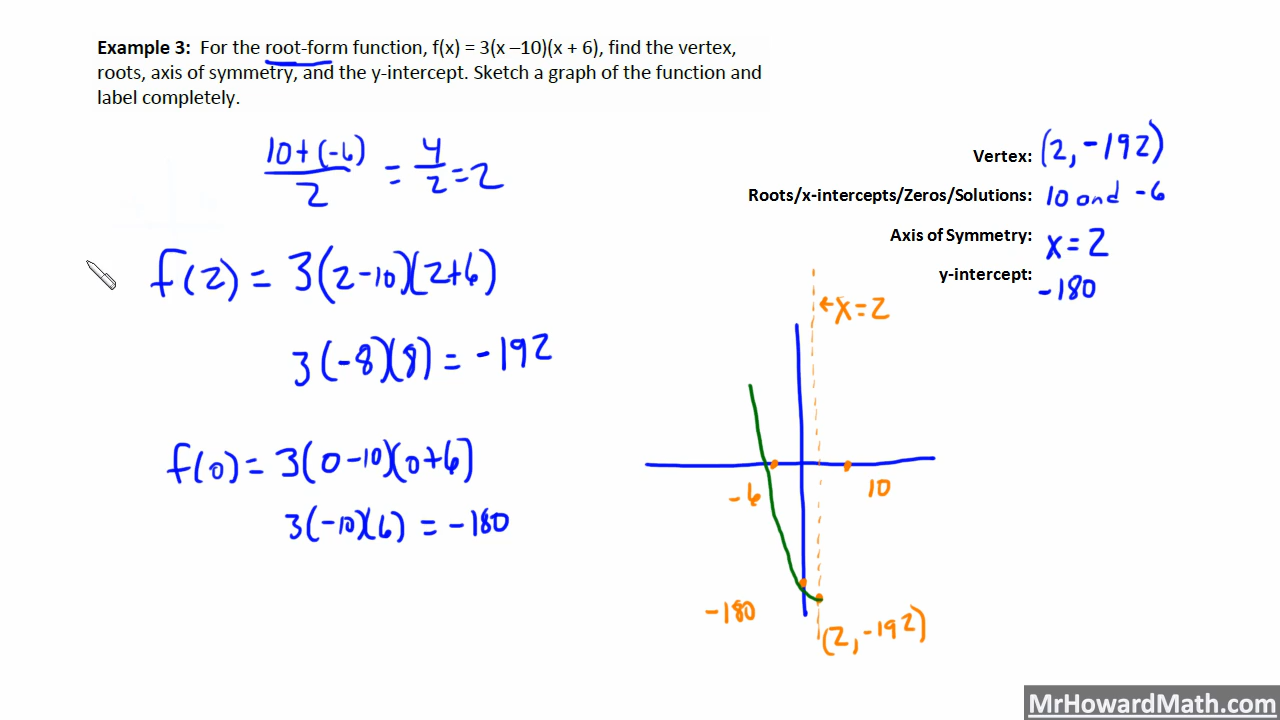 Example 3: For the root-form function, f(x) = 3(x –10)(x + 6), find the vertex,
roots, axis of symmetry, and the y-intercept. Sketch a graph of the function and
label completely.
10+(-6)/2 = 4/2 = 2
f(2) = 3(2-10)(2+6)
3(-8)(8) = -192
f(0) = 3(0-10)(0+6)
3(-10)(6) = -180
Vertex: (2, -192)
Roots/x-intercepts/Zeros/Solutions: 10 and -6
Axis of Symmetry: x = 2
y-intercept: -180
←x=2
-6
10
-180
(2, -192)
MrHowardMath.com